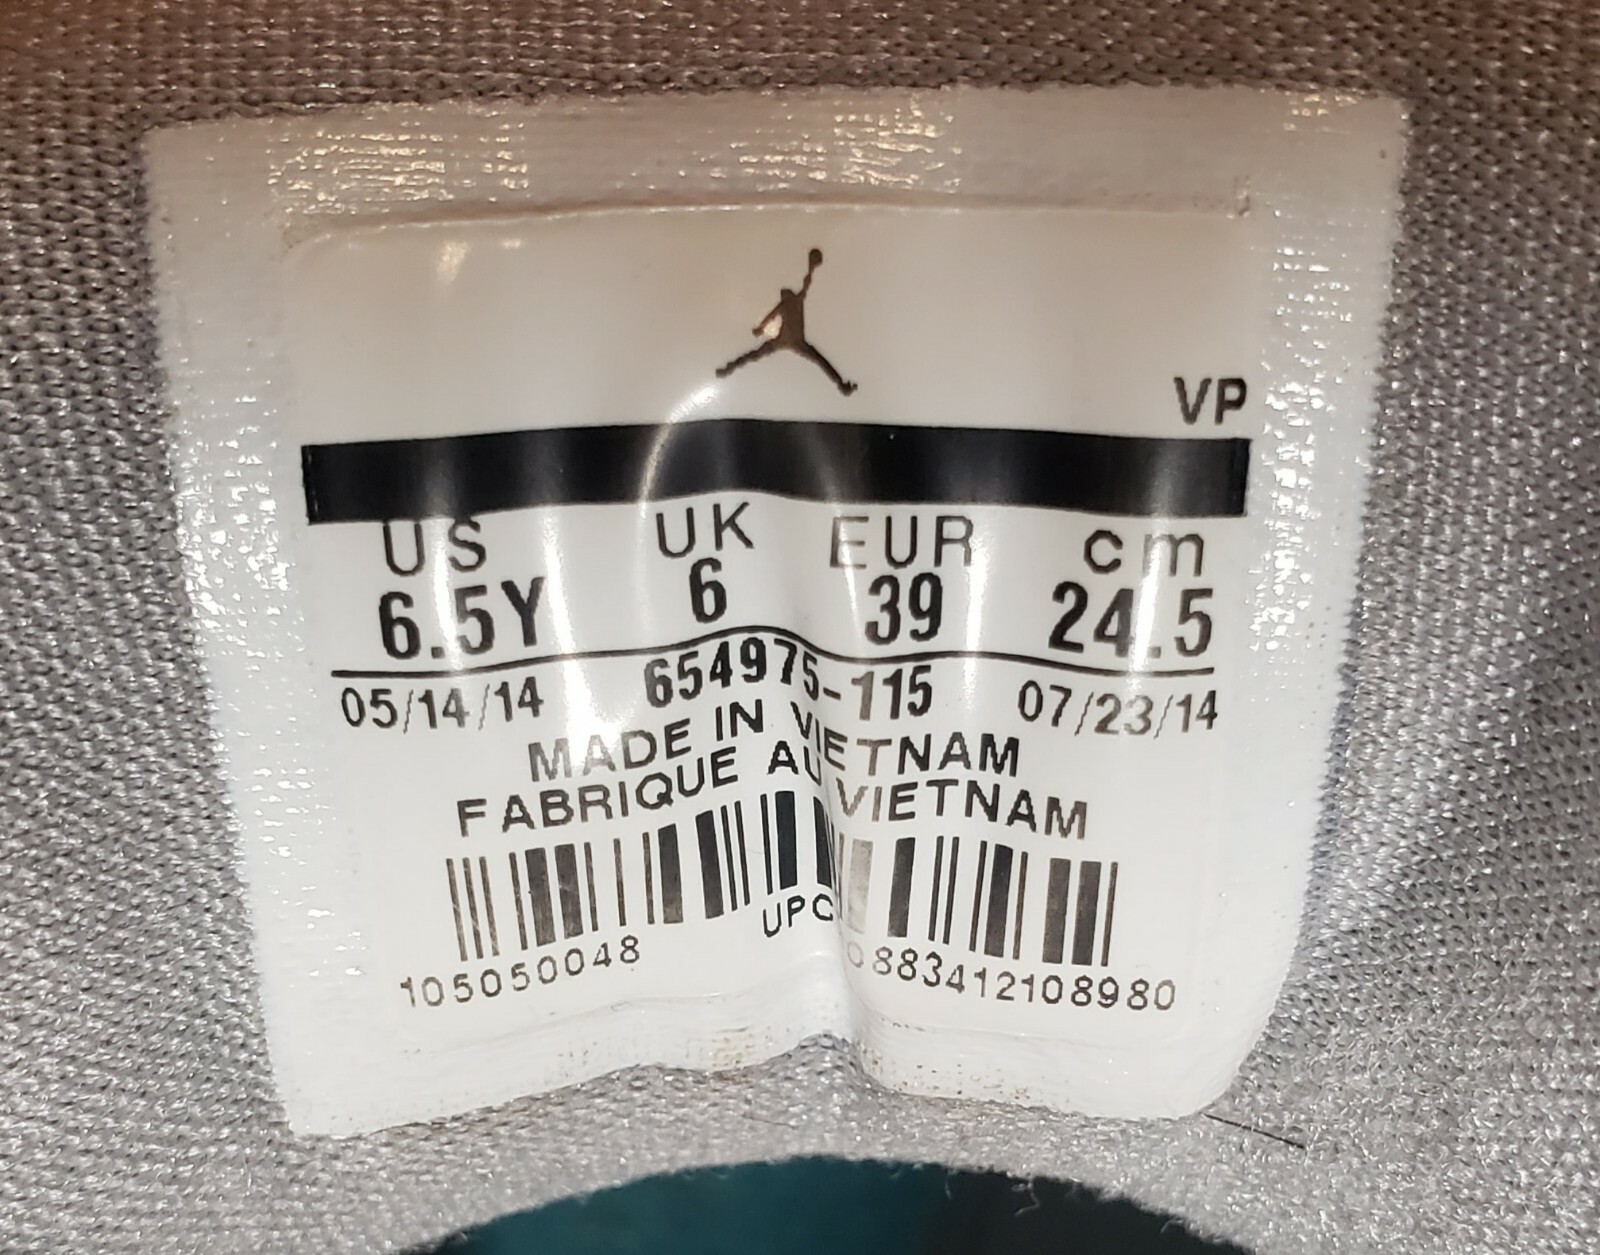 VP
US UK EUR cm
6.5Y 6 39 24.5
05/14/14 654975-115 07/23/14
MADE IN VIETNAM
FABRIQUE AU VIETNAM
UPC
105050048 00883412108980